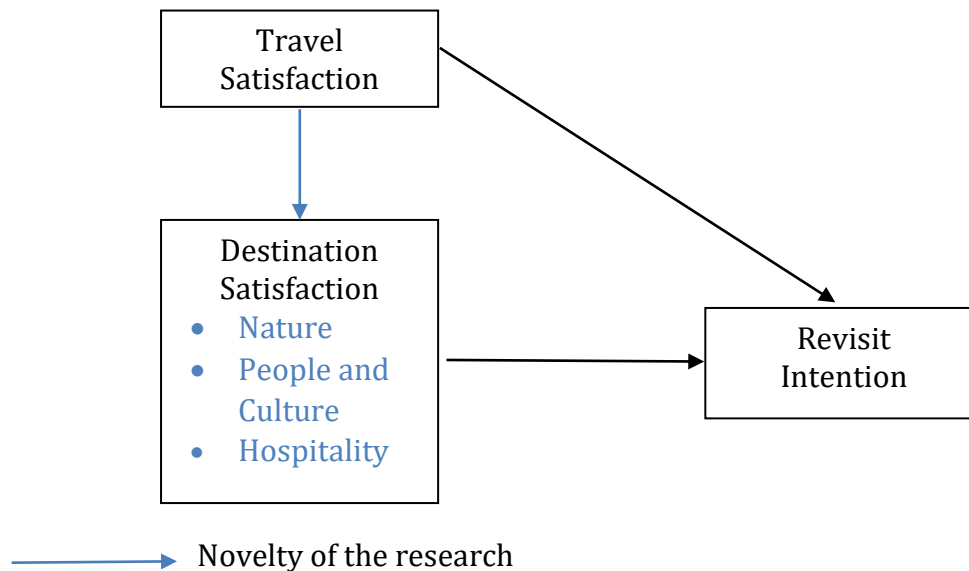 Travel
Satisfaction
Destination
Satisfaction
• Nature
• People and
Culture
• Hospitality
Revisit
Intention
Novelty of the research